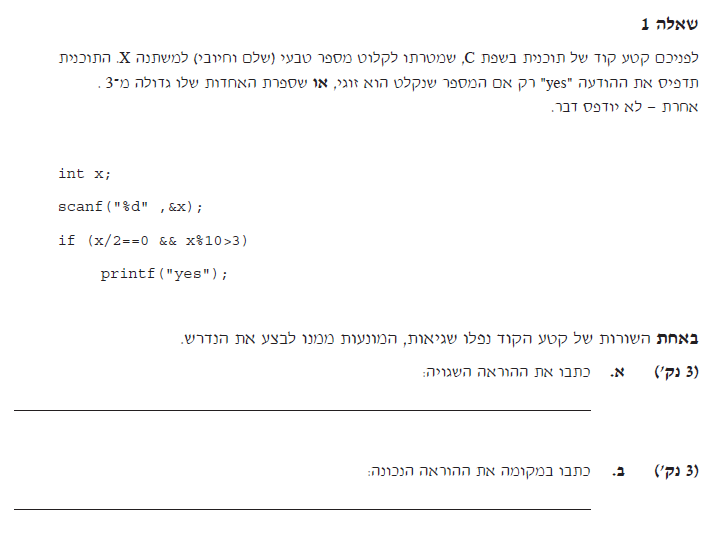 שאלה 1
לפניכם קטע קוד של תוכנית בשפת C, שמטרתו לקלוט מספר טבעי (שלם וחיובי) למשתנה X. התוכנית
תדפיס את ההודעה "yes" רק אם המספר שנקלט הוא זוגי, או שספרת האחדות שלו גדולה מ־3 .
אחרת – לא יודפס דבר.
int x;
scanf("%d" ,&x);
if (x/2==0 && x%10>3)
printf("yes");
באחת השורות של קטע הקוד נפלו שגיאות, המונעות ממנו לבצע את הנדרש.
(3 נק') א. כתבו את ההוראה השגויה:
(3 נק') ב. כתבו במקומה את ההוראה הנכונה: